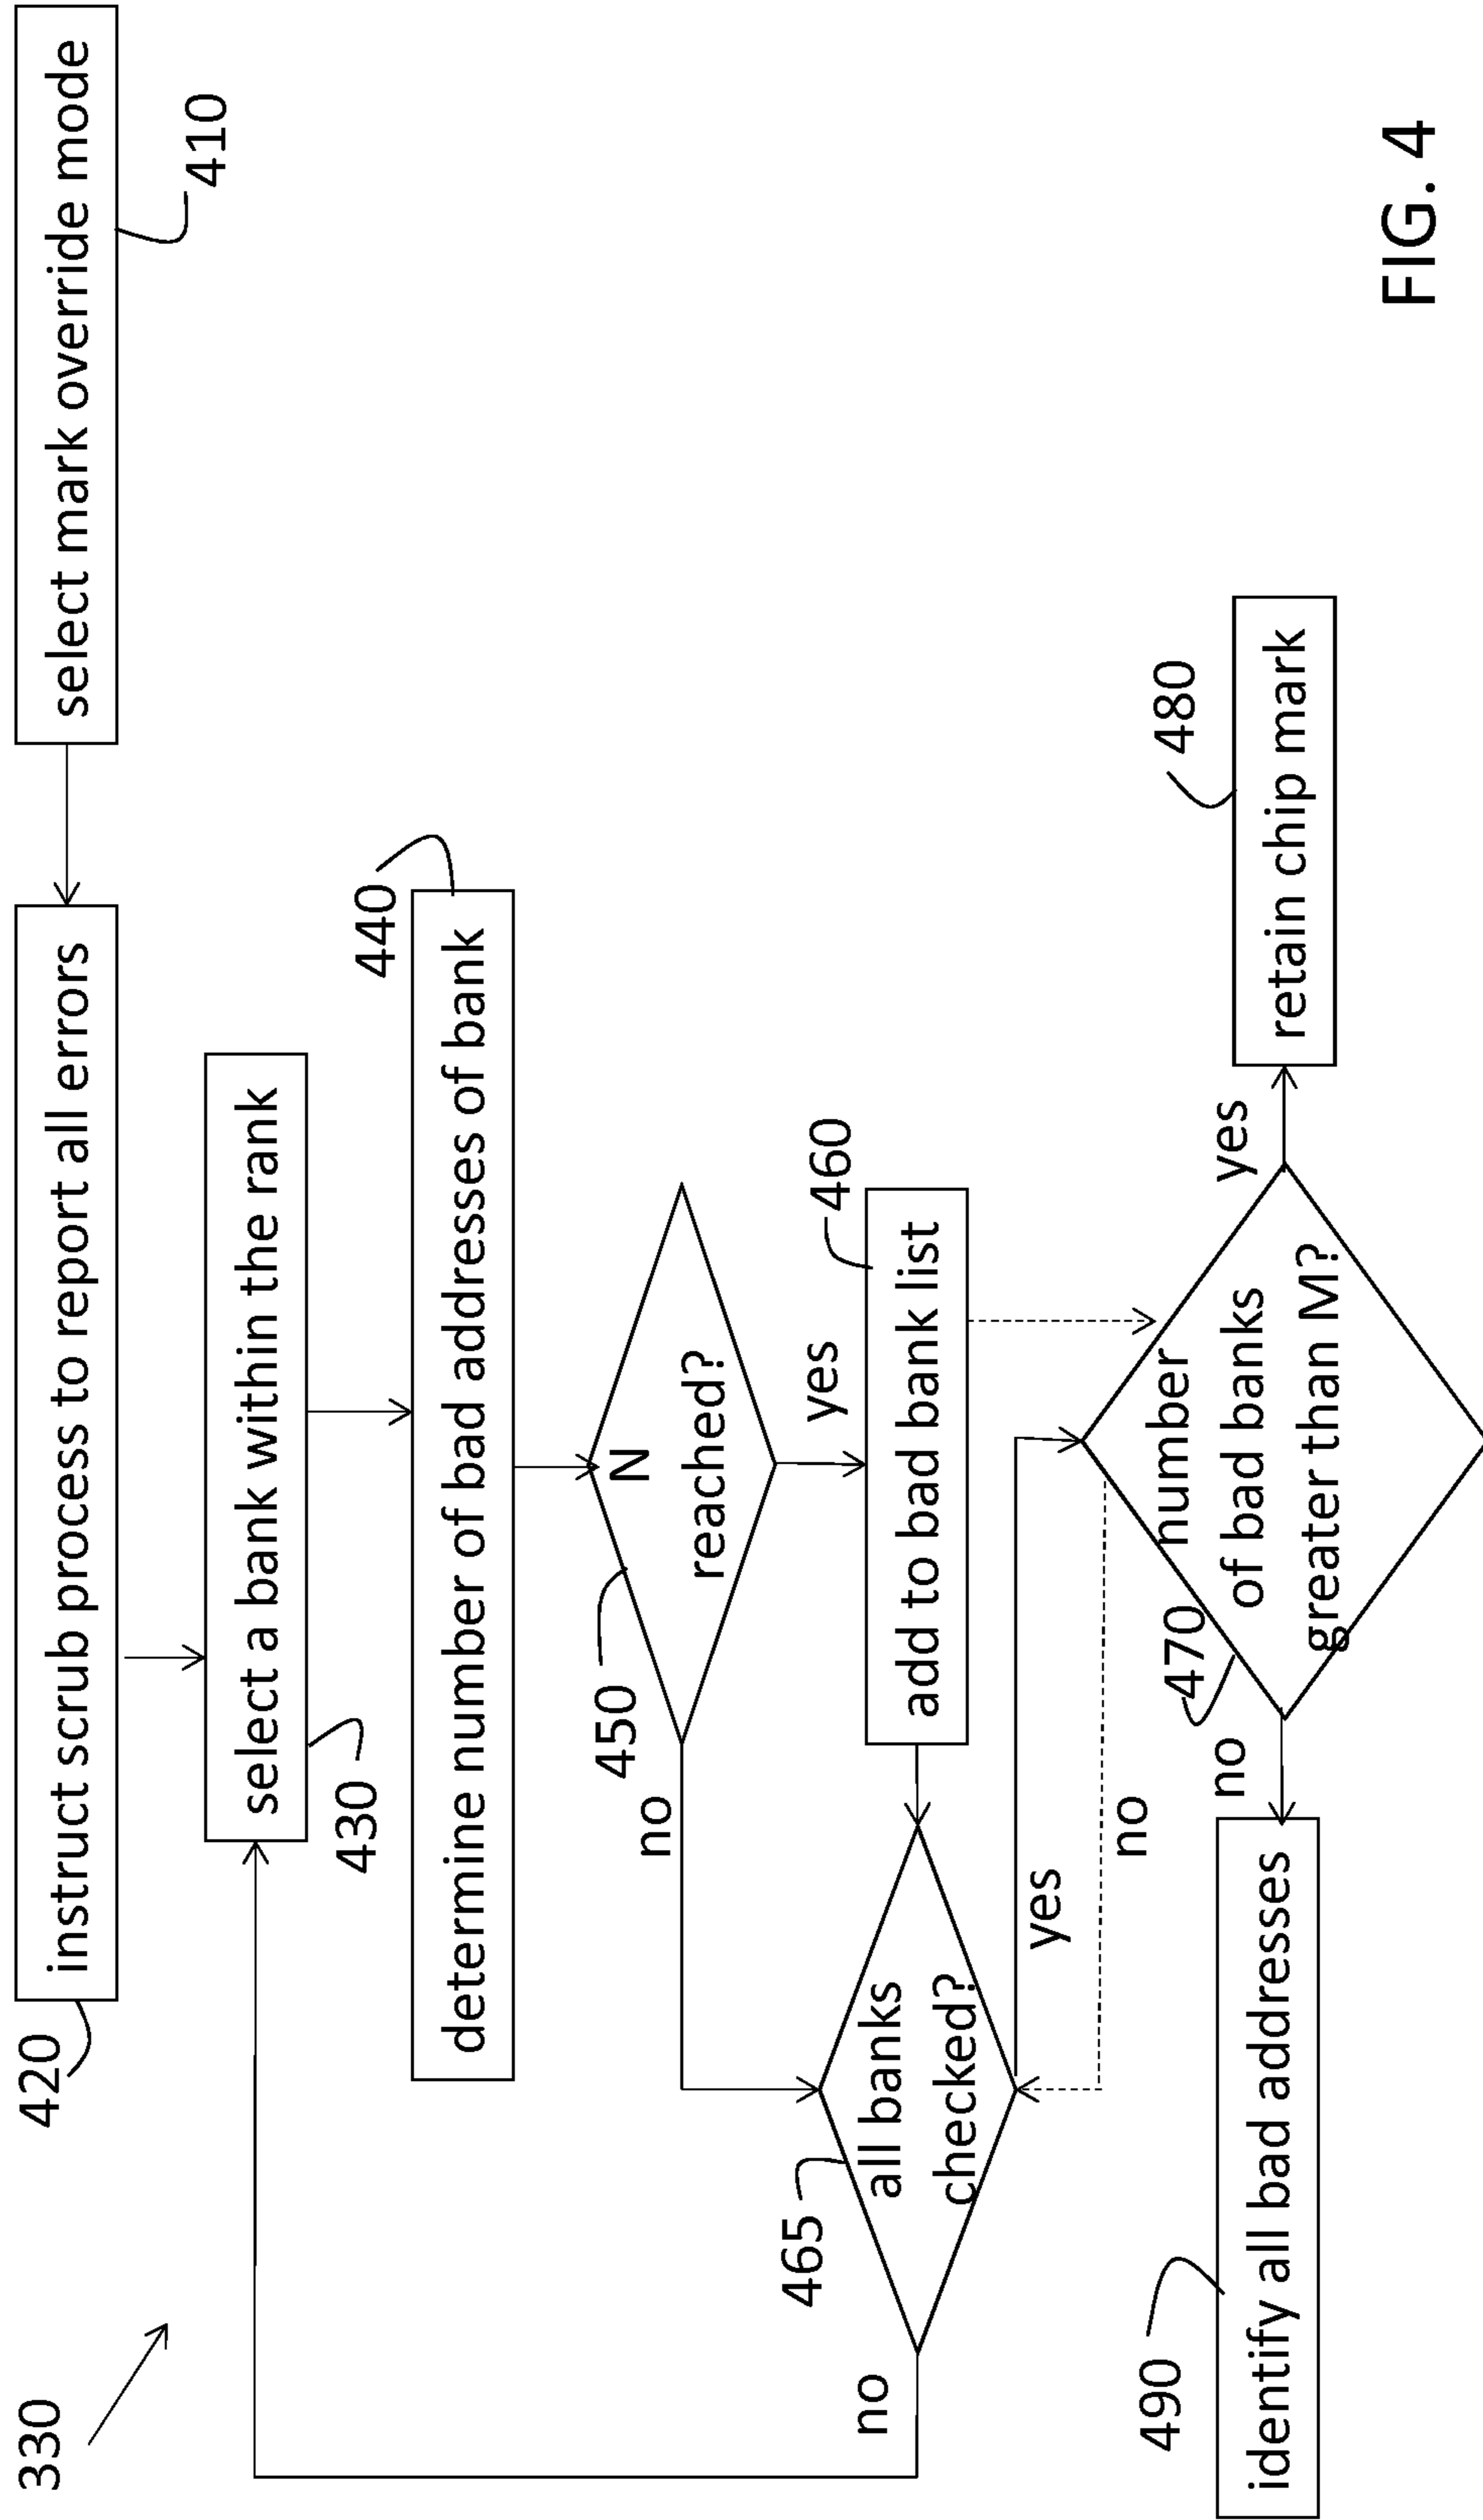 330
420
instruct scrub process to report all errors
select mark override mode
410
select a bank within the rank
430
440
determine number of bad addresses of bank
450
N
reached?
no
yes
460
add to bad bank list
465
all banks
checked?
no
yes
no
470
number
of bad banks
greater than M?
no
yes
480
retain chip mark
490
identify all bad addresses
FIG. 4